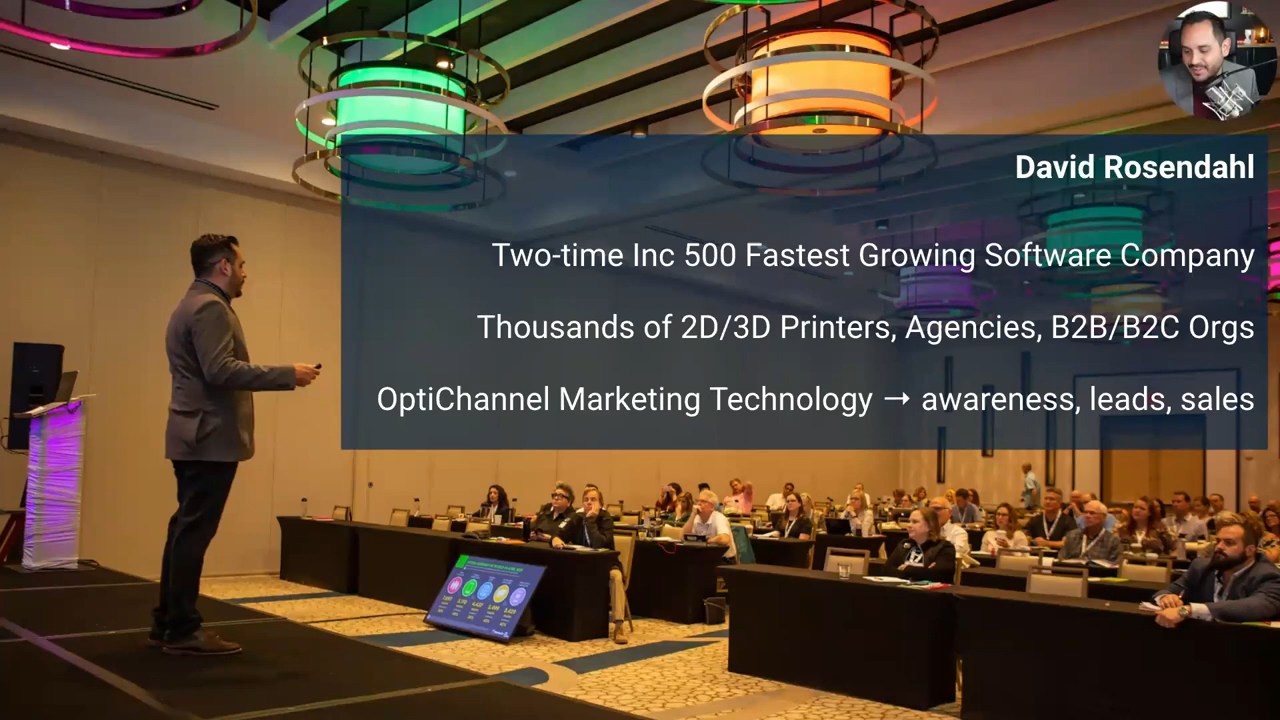 David Rosendahl
Two-time Inc 500 Fastest Growing Software Company
Thousands of 2D/3D Printers, Agencies, B2B/B2C Orgs
OptiChannel Marketing Technology → awareness, leads, sales